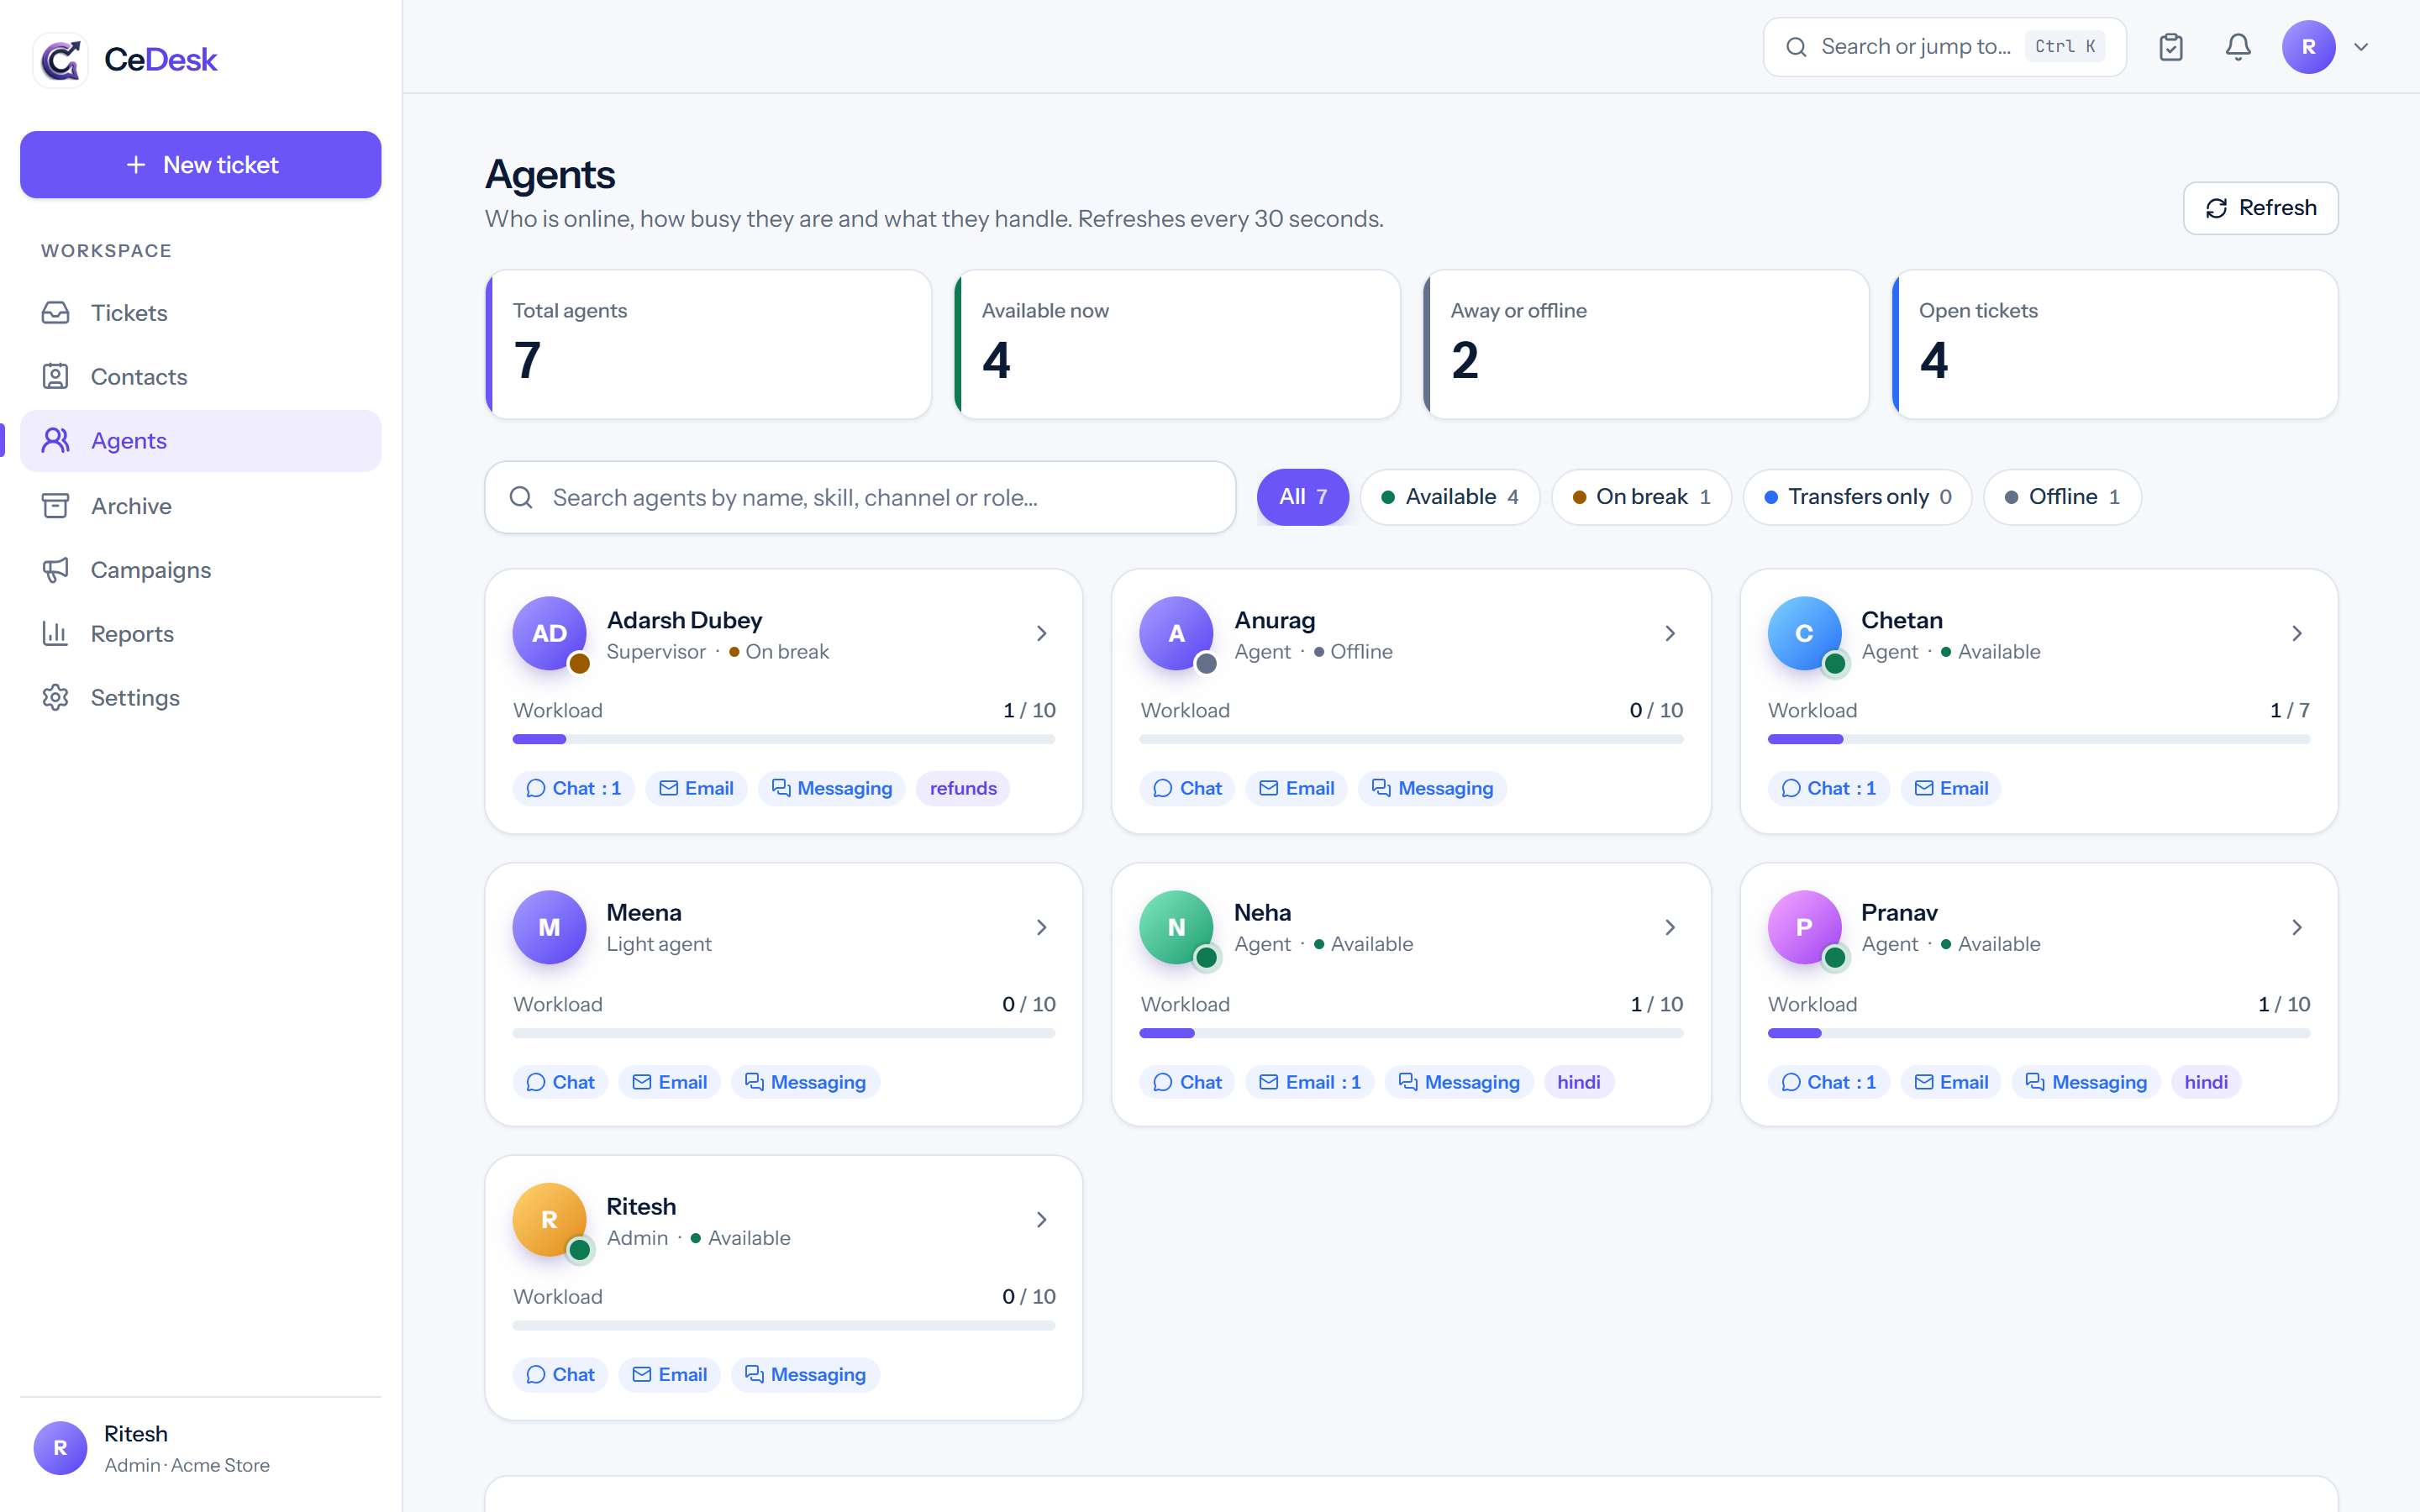 CeDesk
Search or jump to... Ctrl K
R
New ticket
WORKSPACE
Tickets
Contacts
Agents
Archive
Campaigns
Reports
Settings
Ritesh
Admin · Acme Store
R
Agents
Who is online, how busy they are and what they handle. Refreshes every 30 seconds.
Refresh
Total agents
7
Available now
4
Away or offline
2
Open tickets
4
Search agents by name, skill, channel or role...
All 7
Available 4
On break 1
Transfers only 0
Offline 1
AD
Adarsh Dubey
Supervisor · On break
Workload 1 / 10
Chat : 1 Email Messaging refunds
A
Anurag
Agent · Offline
Workload 0 / 10
Chat Email Messaging
C
Chetan
Agent · Available
Workload 1 / 7
Chat : 1 Email
M
Meena
Light agent
Workload 0 / 10
Chat Email Messaging
N
Neha
Agent · Available
Workload 1 / 10
Chat Email : 1 Messaging hindi
P
Pranav
Agent · Available
Workload 1 / 10
Chat : 1 Email Messaging hindi
R
Ritesh
Admin · Available
Workload 0 / 10
Chat Email Messaging